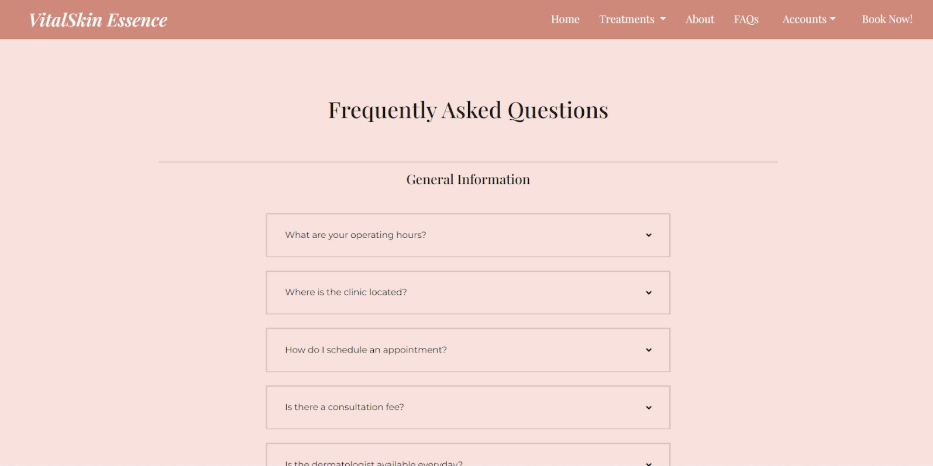 VitalSkin Essence
Home Treatments About FAQs Accounts Book Now!
Frequently Asked Questions
General Information
What are your operating hours?
Where is the clinic located?
How do I schedule an appointment?
Is there a consultation fee?
Is the dermatologist available everyday?